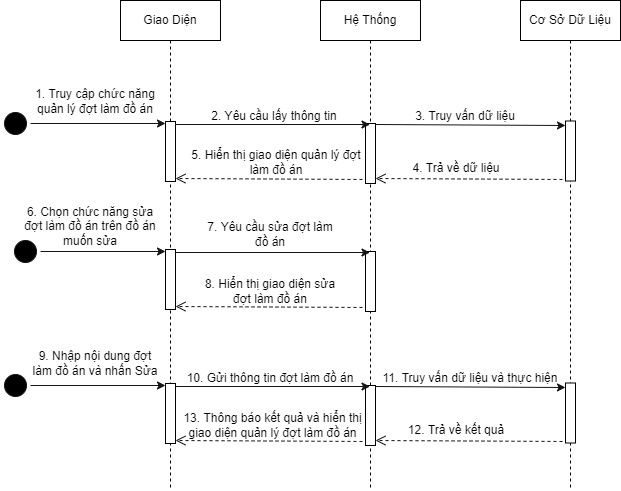 Giao Diện
Hệ Thống
Cơ Sở Dữ Liệu
1. Truy cập chức năng
quản lý đợt làm đồ án
2. Yêu cầu lấy thông tin
3. Truy vấn dữ liệu
5. Hiển thị giao diện quản lý đợt
làm đồ án
4. Trả về dữ liệu
6. Chọn chức năng sửa
đợt làm đồ án trên đồ án
muốn sửa
7. Yêu cầu sửa đợt làm
đồ án
8. Hiển thị giao diện sửa
đợt làm đồ án
9. Nhập nội dung đợt
làm đồ án và nhấn Sửa
10. Gửi thông tin đợt làm đồ án
11. Truy vấn dữ liệu và thực hiện
13. Thông báo kết quả và hiển thị
giao diện quản lý đợt làm đồ án
12. Trả về kết quả